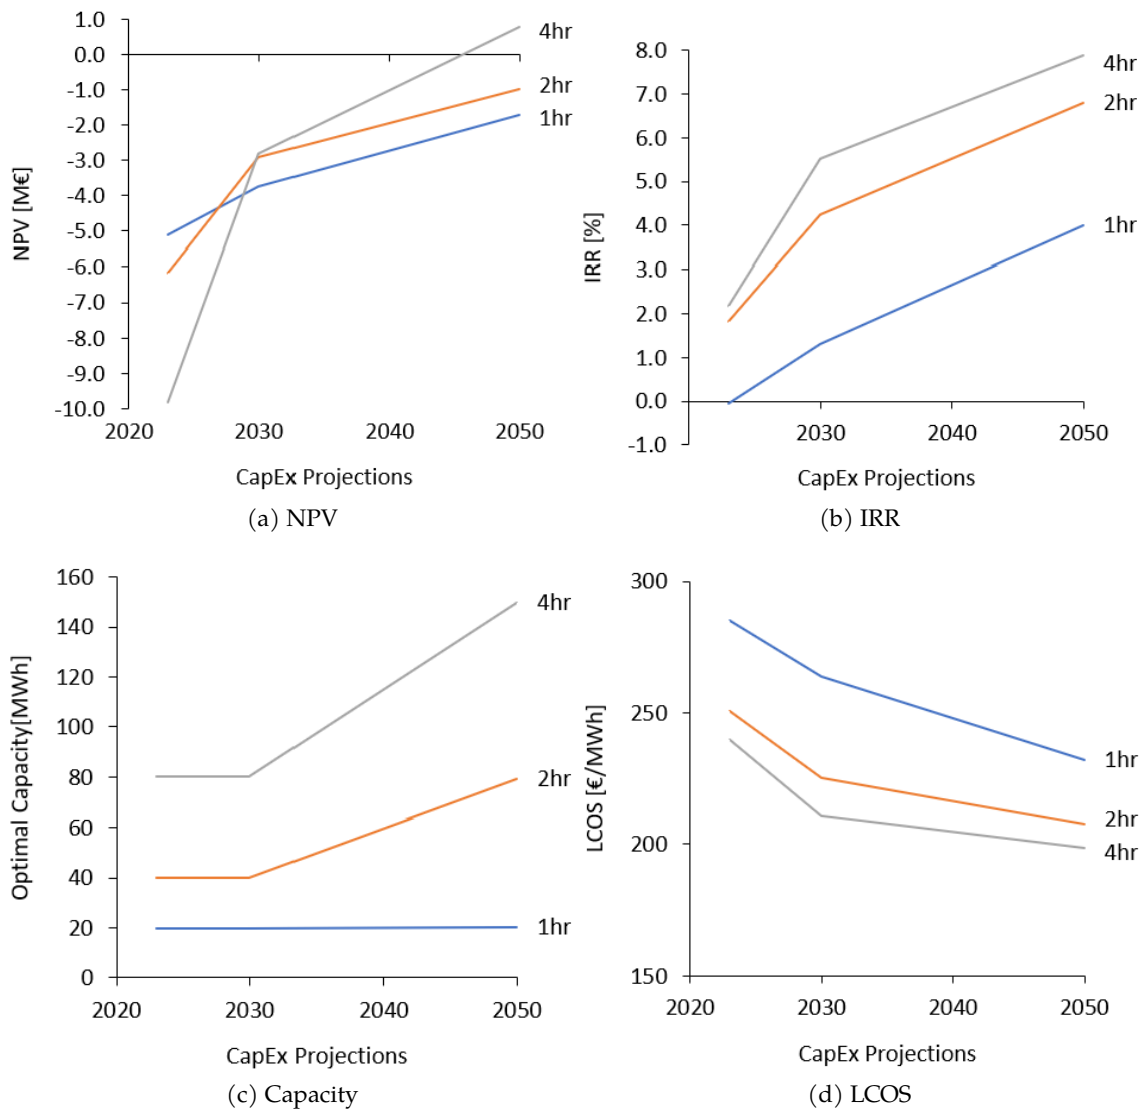 1.0
0.0
-1.0
-2.0
-3.0
-4.0
-5.0
-6.0
-7.0
-8.0
-9.0
-10.0
NPV [M€]
4hr
2hr
1hr
2020 2030 2040 2050
CapEx Projections
(a) NPV
8.0
7.0
6.0
5.0
4.0
3.0
2.0
1.0
0.0
-1.0
IRR [%]
4hr
2hr
1hr
2030 2040 2050
CapEx Projections
(b) IRR
160
140
120
100
80
60
40
20
0
Optimal Capacity[MWh]
4hr
2hr
1hr
2020 2030 2040 2050
CapEx Projections
(c) Capacity
300
250
200
150
LCOS [€/MWh]
1hr
2hr
4hr
2020 2030 2040 2050
CapEx Projections
(d) LCOS